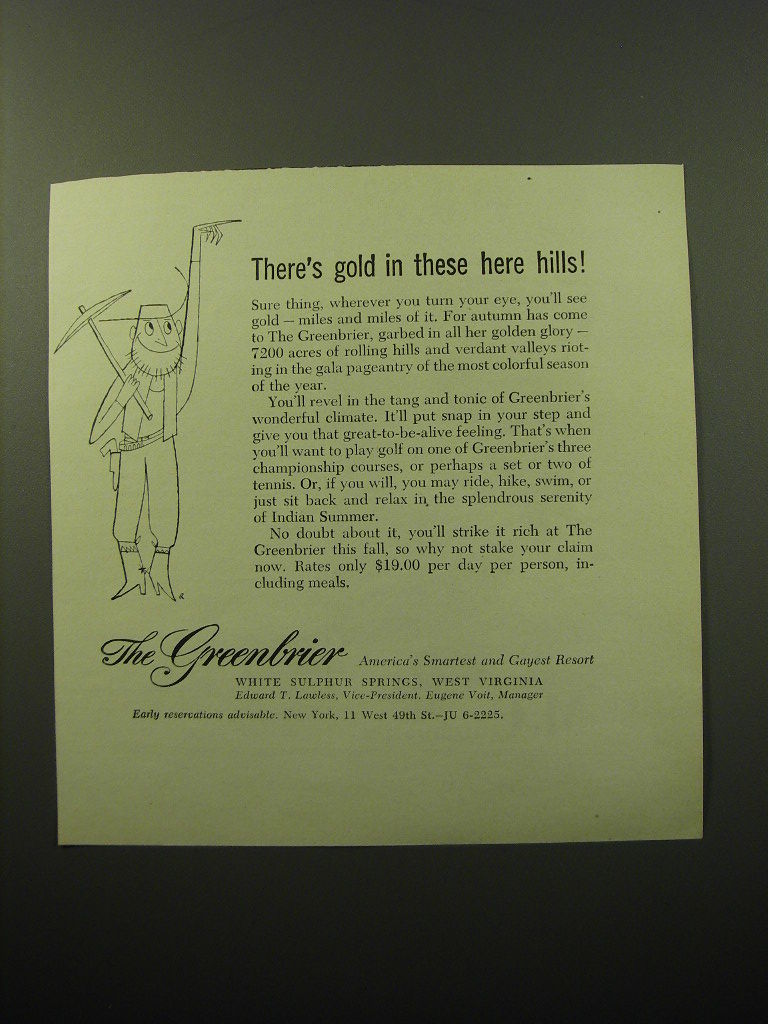 There's gold in these here hills!
Sure thing, wherever you turn your eye, you'll see
gold — miles and miles of it. For autumn has come
to The Greenbrier, garbed in all her golden glory —
7200 acres of rolling hills and verdant valleys riot-
ing in the gala pageantry of the most colorful season
of the year.
You'll revel in the tang and tonic of Greenbrier's
wonderful climate. It'll put snap in your step and
give you that great-to-be-alive feeling. That's when
you'll want to play golf on one of Greenbrier's three
championship courses, or perhaps a set or two of
tennis. Or, if you will, you may ride, hike, swim, or
just sit back and relax in the splendrous serenity
of Indian Summer.
No doubt about it, you'll strike it rich at The
Greenbrier this fall, so why not stake your claim
now. Rates only $19.00 per day per person, in-
cluding meals.
The Greenbrier America's Smartest and Gayest Resort
WHITE SULPHUR SPRINGS, WEST VIRGINIA
Edward T. Lawless, Vice-President. Eugene Voit, Manager
Early reservations advisable. New York, 11 West 49th St.—JU 6-2225.